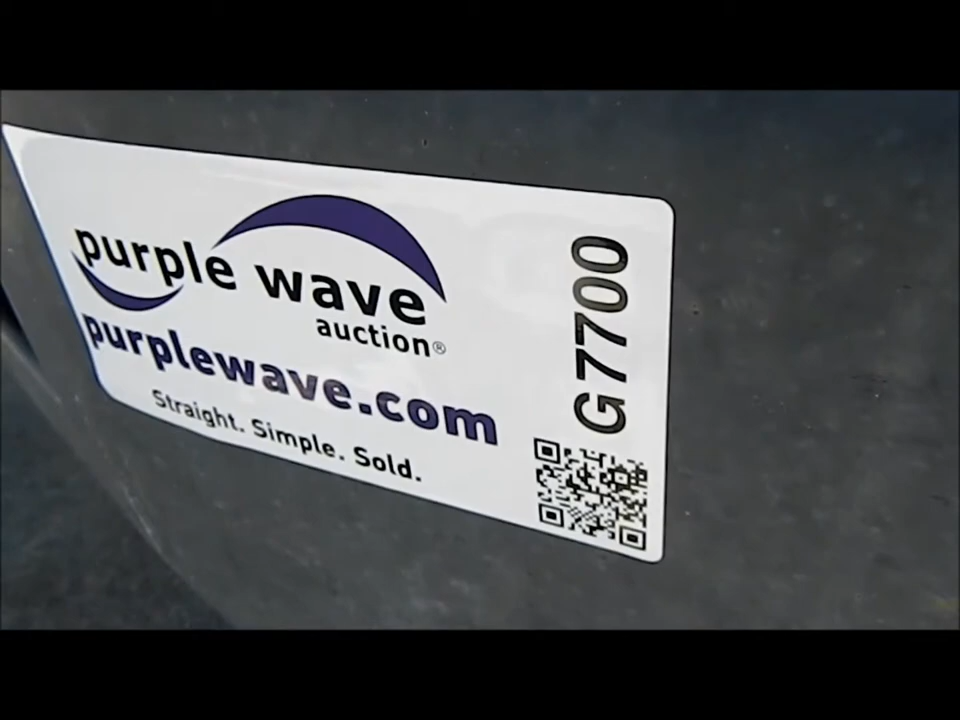 purple wave
auction®
purplewave.com
Straight. Simple. Sold.
G7700